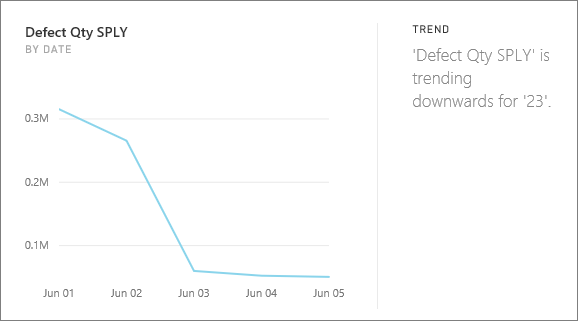 Defect Qty SPLY
BY DATE
0.3M
0.2M
0.1M
Jun 01 Jun 02 Jun 03 Jun 04 Jun 05
TREND
'Defect Qty SPLY' is
trending
downwards for '23'.